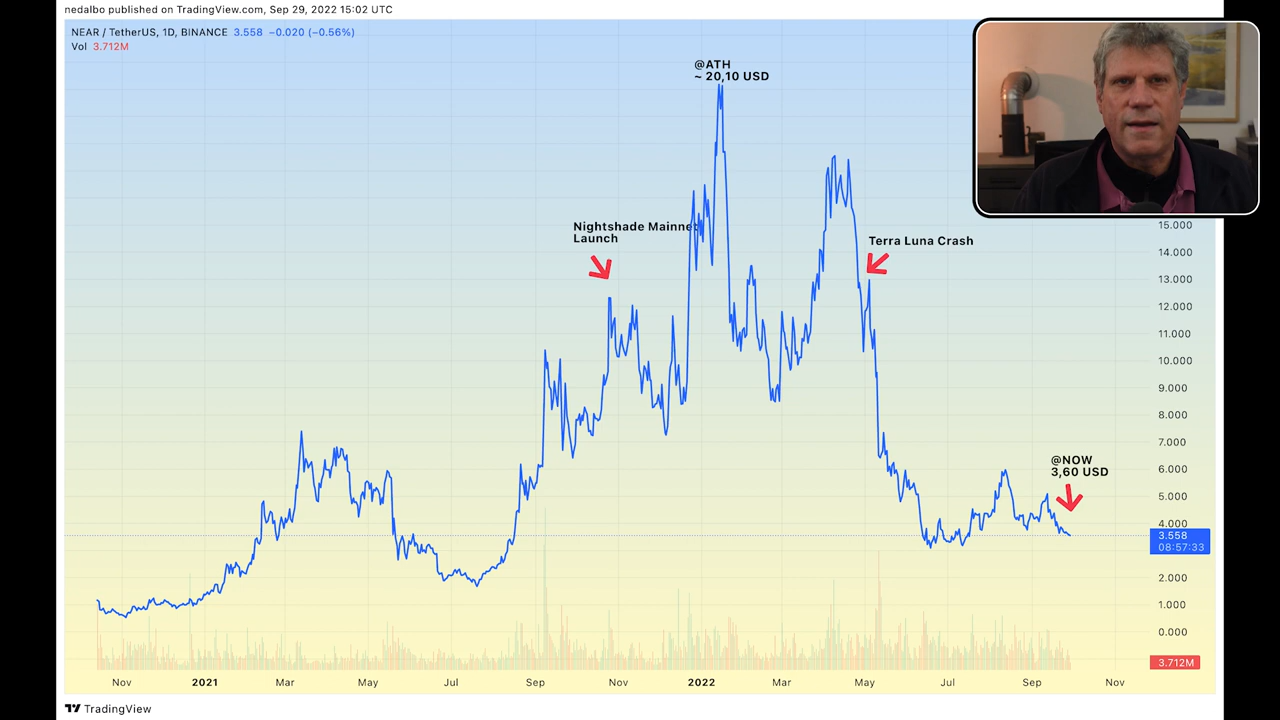 nedalbo published on TradingView.com, Sep 29, 2022 15:02 UTC
NEAR / TetherUS, 1D, BINANCE 3.558 −0.020 (−0.56%)
Vol 3.712M
@ATH
~ 20,10 USD
Nightshade Mainnet
Launch
Terra Luna Crash
@NOW
3,60 USD
15.000
14.000
13.000
12.000
11.000
10.000
9.000
8.000
7.000
6.000
5.000
4.000
3.558
08:57:33
2.000
1.000
0.000
3.712M
Nov 2021 Mar May Jul Sep Nov 2022 Mar May Jul Sep Nov
TradingView